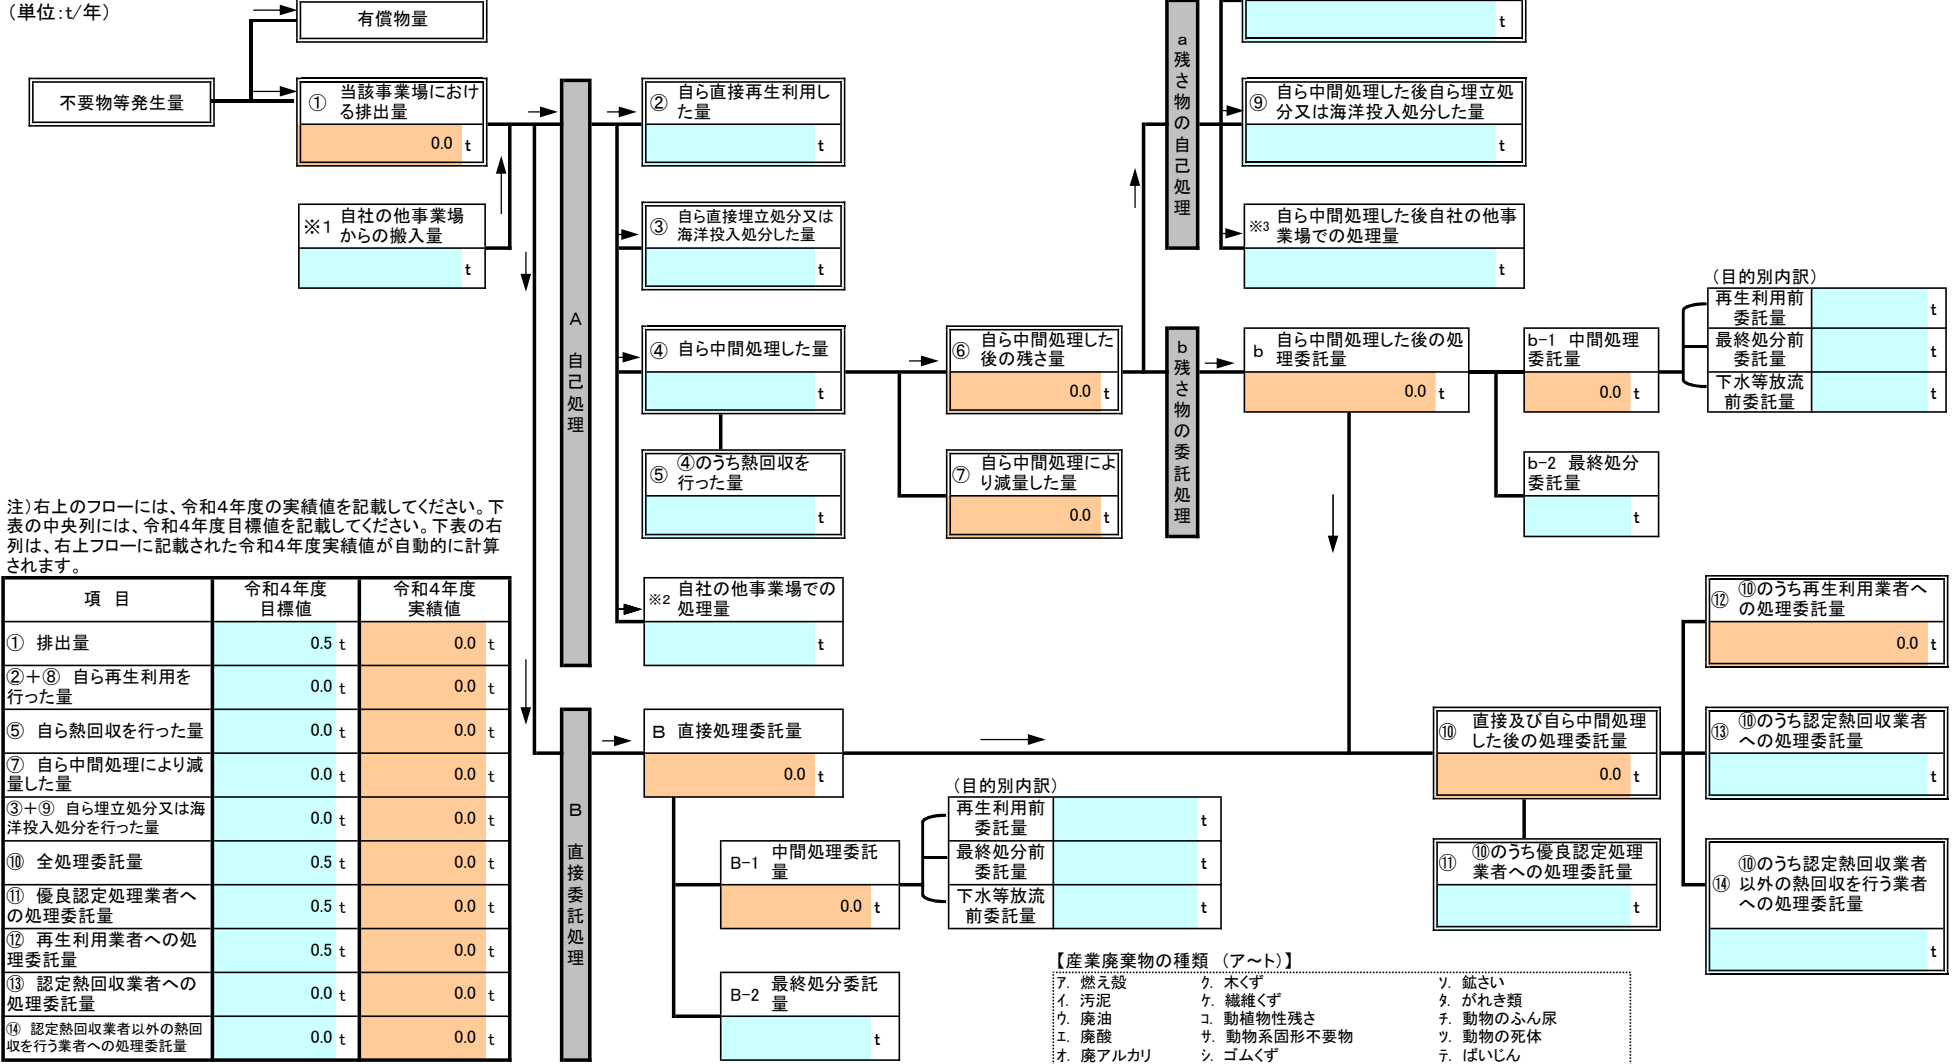 (単位:t/年)
有償物量
不要物等発生量
① 当該事業場におけ
る排出量
0.0 t
※1 自社の他事業場
からの搬入量
t
A
自
己
処
理
② 自ら直接再生利用し
た量
t
③ 自ら直接埋立処分又は
海洋投入処分した量
t
④ 自ら中間処理した量
t
⑤ ④のうち熱回収を
行った量
t
※2 自社の他事業場での
処理量
t
⑥ 自ら中間処理した
後の残さ量
0.0 t
⑦ 自ら中間処理によ
り減量した量
0.0 t
a
残
さ
物
の
自
己
処
理
t
⑨ 自ら中間処理した後自ら埋立処
分又は海洋投入処分した量
t
※3 自ら中間処理した後自社の他事
業場での処理量
t
b
残
さ
物
の
委
託
処
理
b 自ら中間処理した後の処
理委託量
0.0 t
b-1 中間処理
委託量
0.0 t
(目的別内訳)
再生利用前
委託量 t
最終処分前
委託量 t
下水等放流
前委託量 t
b-2 最終処分
委託量
t
注)右上のフローには、令和4年度の実績値を記載してください。下
表の中央列には、令和4年度目標値を記載してください。下表の右
列は、右上フローに記載された令和4年度実績値が自動的に計算
されます。
項 目 令和4年度
目標値 令和4年度
実績値
① 排出量 0.5 t 0.0 t
②+⑧ 自ら再生利用を
行った量 0.0 t 0.0 t
⑤ 自ら熱回収を行った量 0.0 t 0.0 t
⑦ 自ら中間処理により減
量した量 0.0 t 0.0 t
③+⑨ 自ら埋立処分又は海
洋投入処分を行った量 0.0 t 0.0 t
⑩ 全処理委託量 0.5 t 0.0 t
⑪ 優良認定処理業者へ
の処理委託量 0.5 t 0.0 t
⑫ 再生利用業者への処
理委託量 0.5 t 0.0 t
⑬ 認定熱回収業者への
処理委託量 0.0 t 0.0 t
⑭ 認定熱回収業者以外の熱回
収を行う業者への処理委託量 0.0 t 0.0 t
B
直
接
委
託
処
理
B 直接処理委託量
0.0 t
B-1 中間処理委託
量
0.0 t
(目的別内訳)
再生利用前
委託量 t
最終処分前
委託量 t
下水等放流
前委託量 t
B-2 最終処分委託
量
t
⑩ 直接及び自ら中間処理
した後の処理委託量
0.0 t
⑪ ⑩のうち優良認定処理
業者への処理委託量
t
⑫ ⑩のうち再生利用業者へ
の処理委託量
0.0 t
⑬ ⑩のうち認定熱回収業者
への処理委託量
t
⑭ ⑩のうち認定熱回収業者
以外の熱回収を行う業者
への処理委託量
t
【産業廃棄物の種類 (ア~ト)】
ア. 燃え殻 ク. 木くず ソ. 鉱さい
イ. 汚泥 ケ. 繊維くず タ. がれき類
ウ. 廃油 コ. 動植物性残さ チ. 動物のふん尿
エ. 廃酸 サ. 動物系固形不要物 ツ. 動物の死体
オ. 廃アルカリ シ. ゴムくず テ. ばいじん